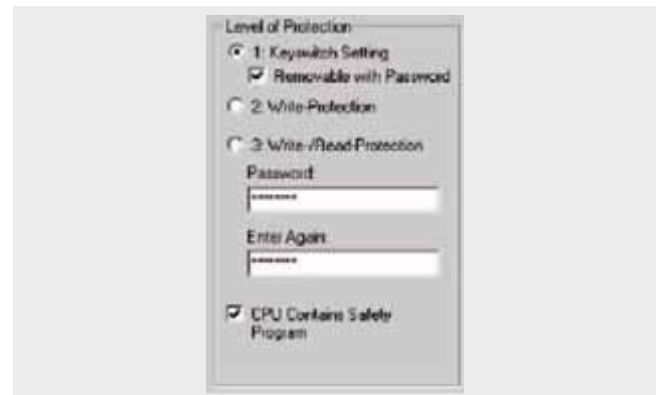 Level of Protection
1: Keyswitch Setting
Removable with Password
2: Write-Protection
3: Write-/Read-Protection
Password:
********
Enter Again:
********
CPU Contains Safety
Program